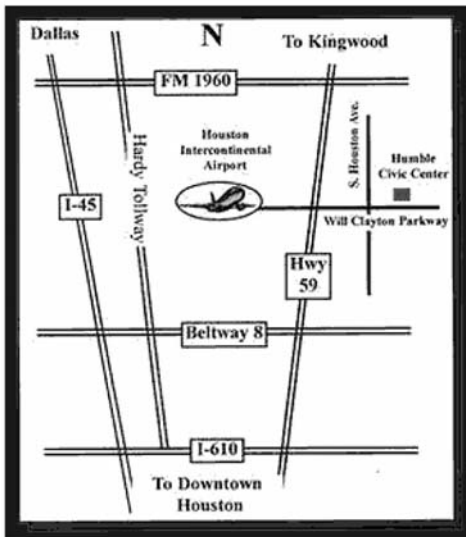 Dallas
N
To Kingwood
FM 1960
Houston
Intercontinental
Airport
Hardy Tollway
S. Houston Ave.
Humble
Civic Center
I-45
Will Clayton Parkway
Hwy
59
Beltway 8
I-610
To Downtown
Houston